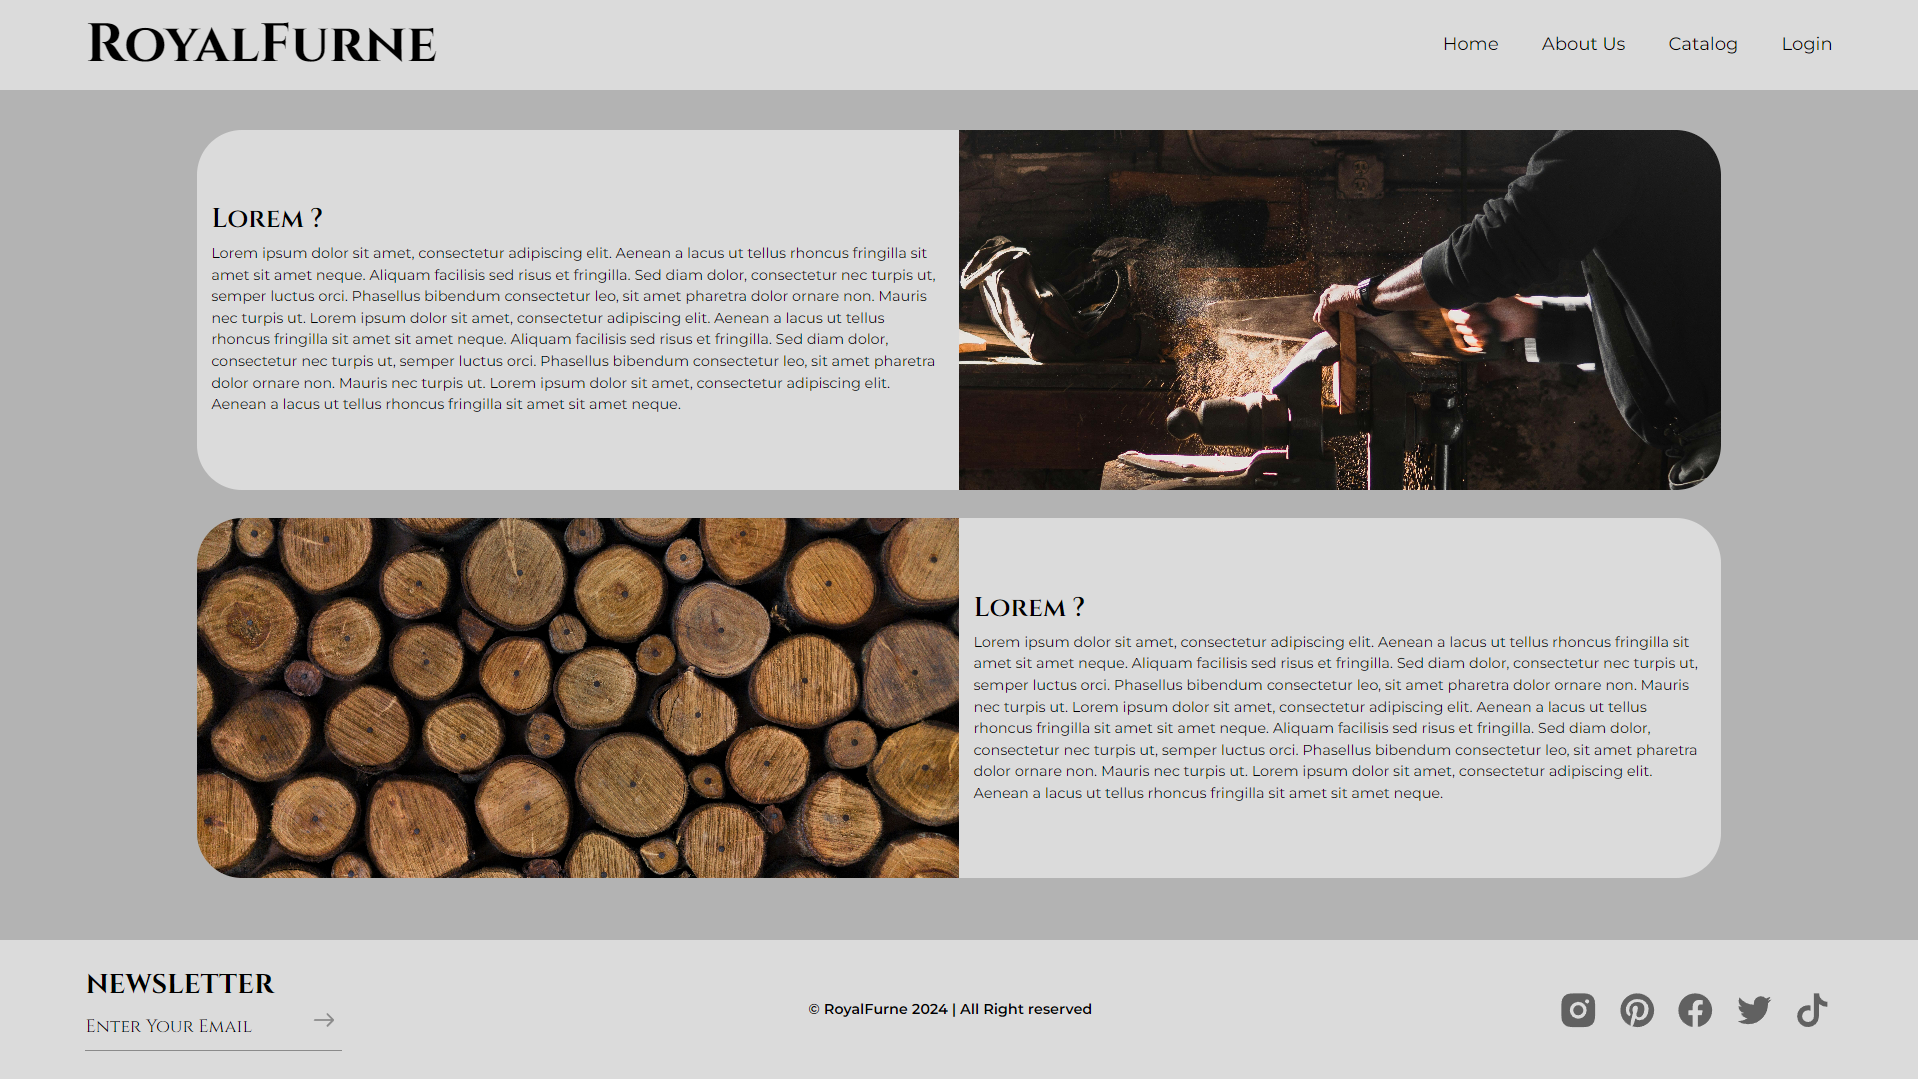 RoyalFurne
Home About Us Catalog Login
Lorem ?
Lorem ipsum dolor sit amet, consectetur adipiscing elit. Aenean a lacus ut tellus rhoncus fringilla sit
amet sit amet neque. Aliquam facilisis sed risus et fringilla. Sed diam dolor, consectetur nec turpis ut,
semper luctus orci. Phasellus bibendum consectetur leo, sit amet pharetra dolor ornare non. Mauris
nec turpis ut. Lorem ipsum dolor sit amet, consectetur adipiscing elit. Aenean a lacus ut tellus
rhoncus fringilla sit amet sit amet neque. Aliquam facilisis sed risus et fringilla. Sed diam dolor,
consectetur nec turpis ut, semper luctus orci. Phasellus bibendum consectetur leo, sit amet pharetra
dolor ornare non. Mauris nec turpis ut. Lorem ipsum dolor sit amet, consectetur adipiscing elit.
Aenean a lacus ut tellus rhoncus fringilla sit amet sit amet neque.
Lorem ?
Lorem ipsum dolor sit amet, consectetur adipiscing elit. Aenean a lacus ut tellus rhoncus fringilla sit
amet sit amet neque. Aliquam facilisis sed risus et fringilla. Sed diam dolor, consectetur nec turpis ut,
semper luctus orci. Phasellus bibendum consectetur leo, sit amet pharetra dolor ornare non. Mauris
nec turpis ut. Lorem ipsum dolor sit amet, consectetur adipiscing elit. Aenean a lacus ut tellus
rhoncus fringilla sit amet sit amet neque. Aliquam facilisis sed risus et fringilla. Sed diam dolor,
consectetur nec turpis ut, semper luctus orci. Phasellus bibendum consectetur leo, sit amet pharetra
dolor ornare non. Mauris nec turpis ut. Lorem ipsum dolor sit amet, consectetur adipiscing elit.
Aenean a lacus ut tellus rhoncus fringilla sit amet sit amet neque.
NEWSLETTER
Enter Your Email
© RoyalFurne 2024 | All Right reserved